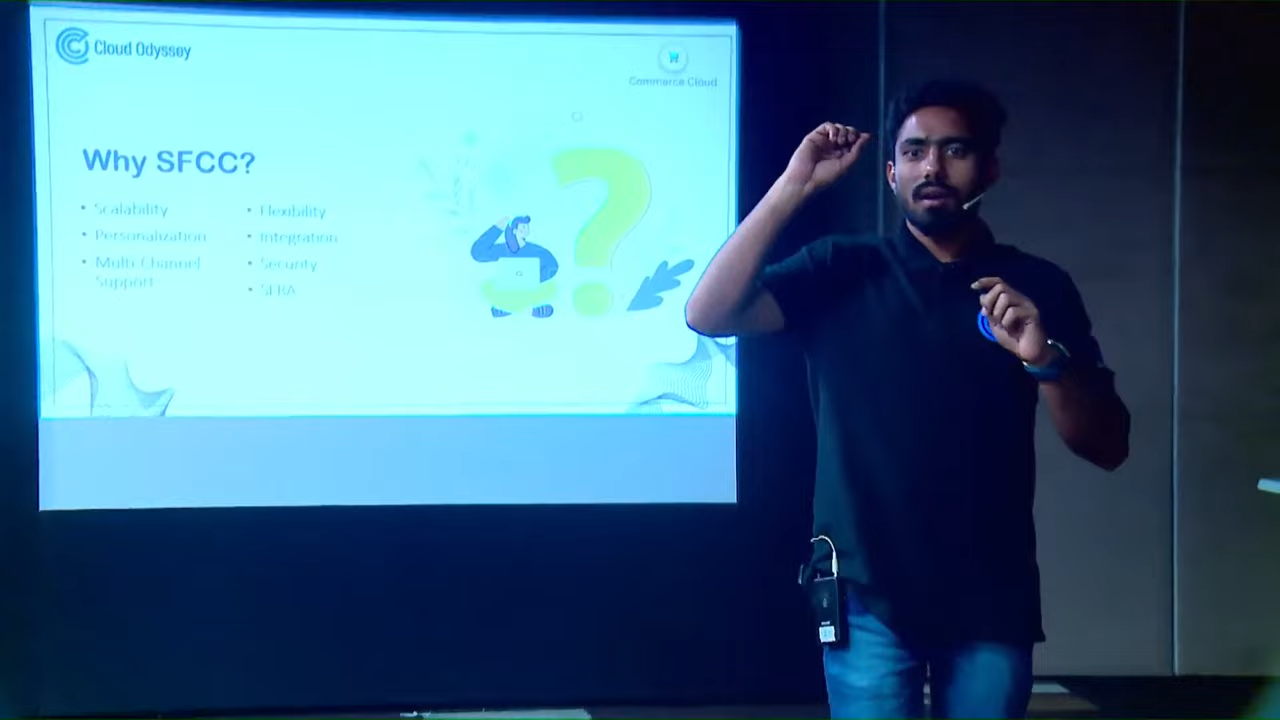 Cloud Odyssey
Commerce Cloud
Why SFCC?
• Scalability
• Personalization
• Multi Channel
Support
• Flexibility
• Integration
• Security
• SFRA